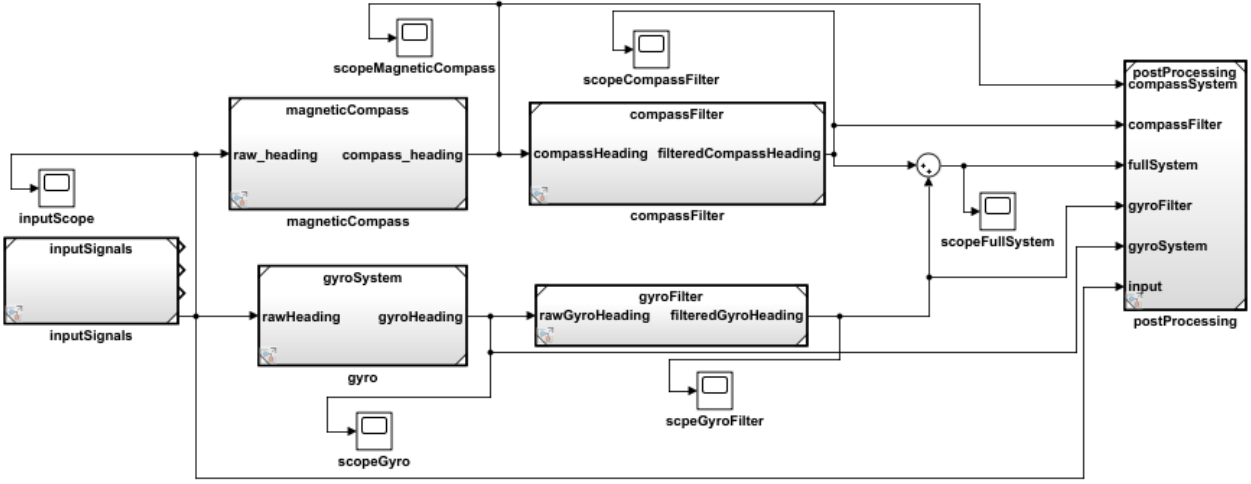 scopeMagneticCompass
scopeCompassFilter
magneticCompass
raw_heading
compass_heading
magneticCompass
compassFilter
compassHeading
filteredCompassHeading
compassFilter
postProcessing
compassSystem
compassFilter
fullSystem
gyroFilter
gyroSystem
input
postProcessing
scopeFullSystem
inputScope
inputSignals
inputSignals
gyroSystem
rawHeading
gyroHeading
gyro
gyroFilter
rawGyroHeading
filteredGyroHeading
scpeGyroFilter
scopeGyro